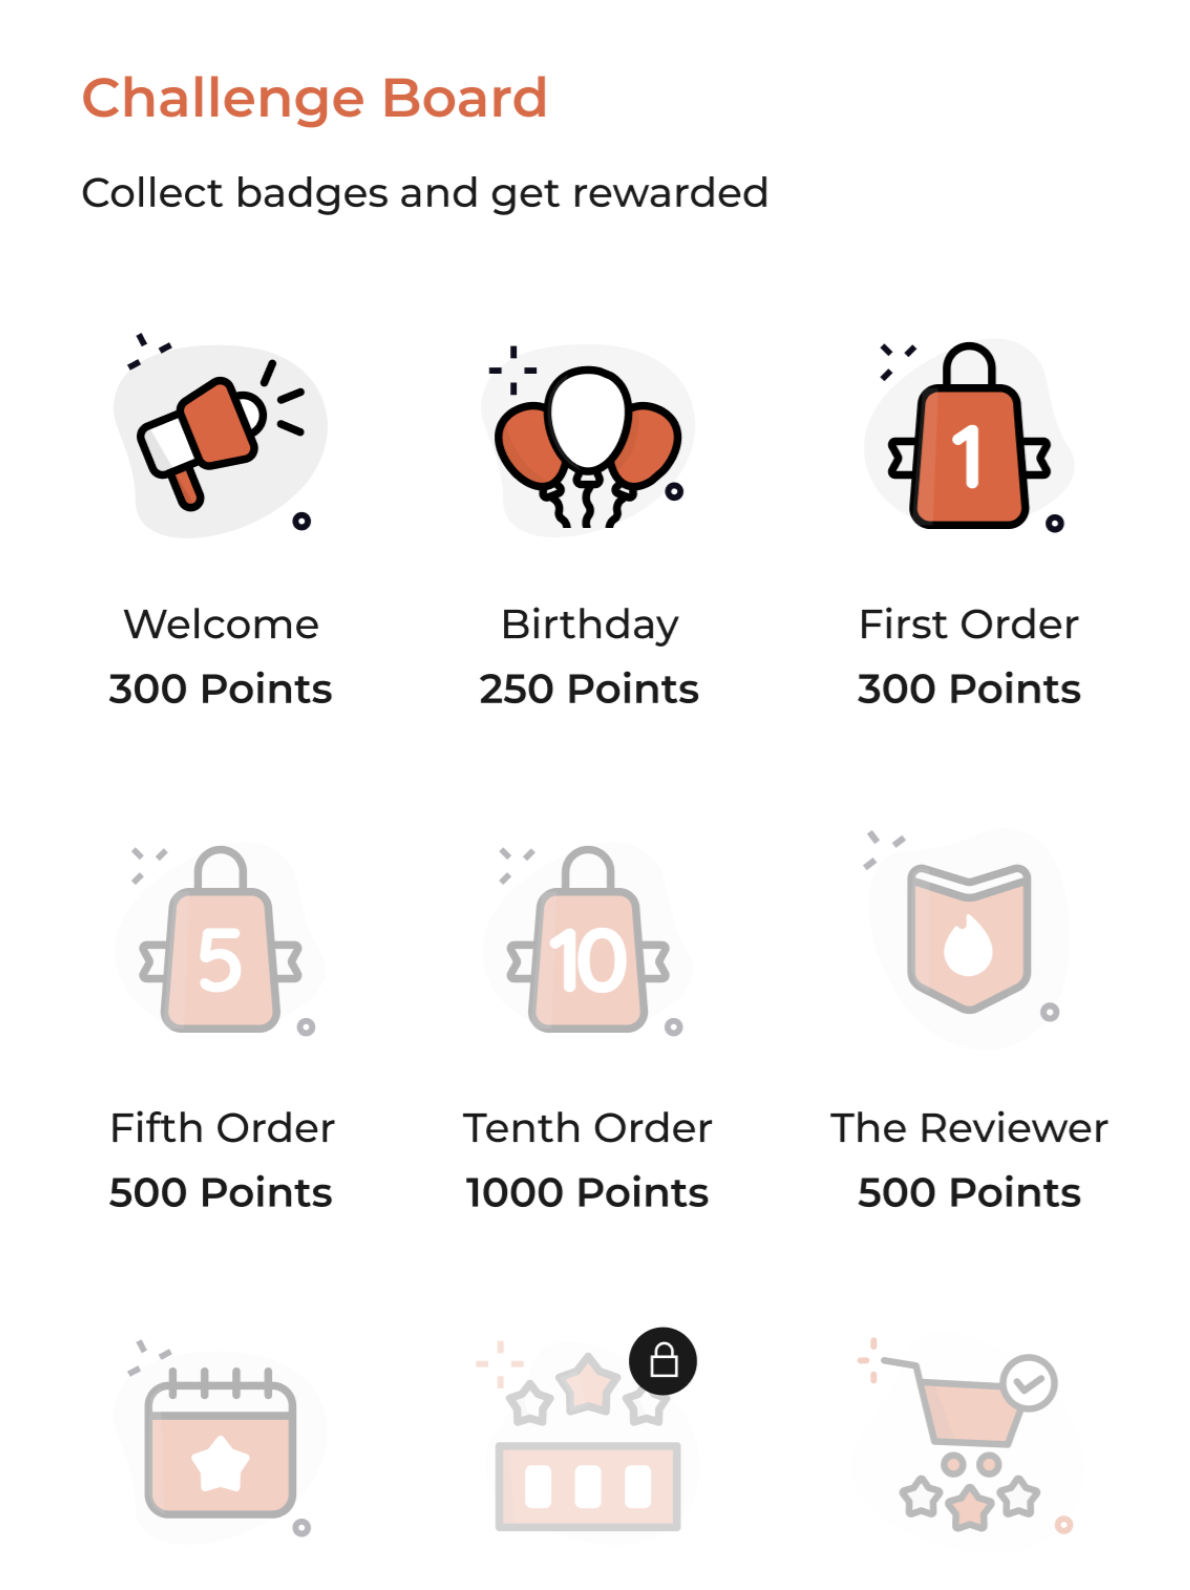 Challenge Board
Collect badges and get rewarded
1
Welcome
Birthday
First Order
300 Points
250 Points
300 Points
5
10
Fifth Order
Tenth Order
The Reviewer
500 Points
1000 Points
500 Points